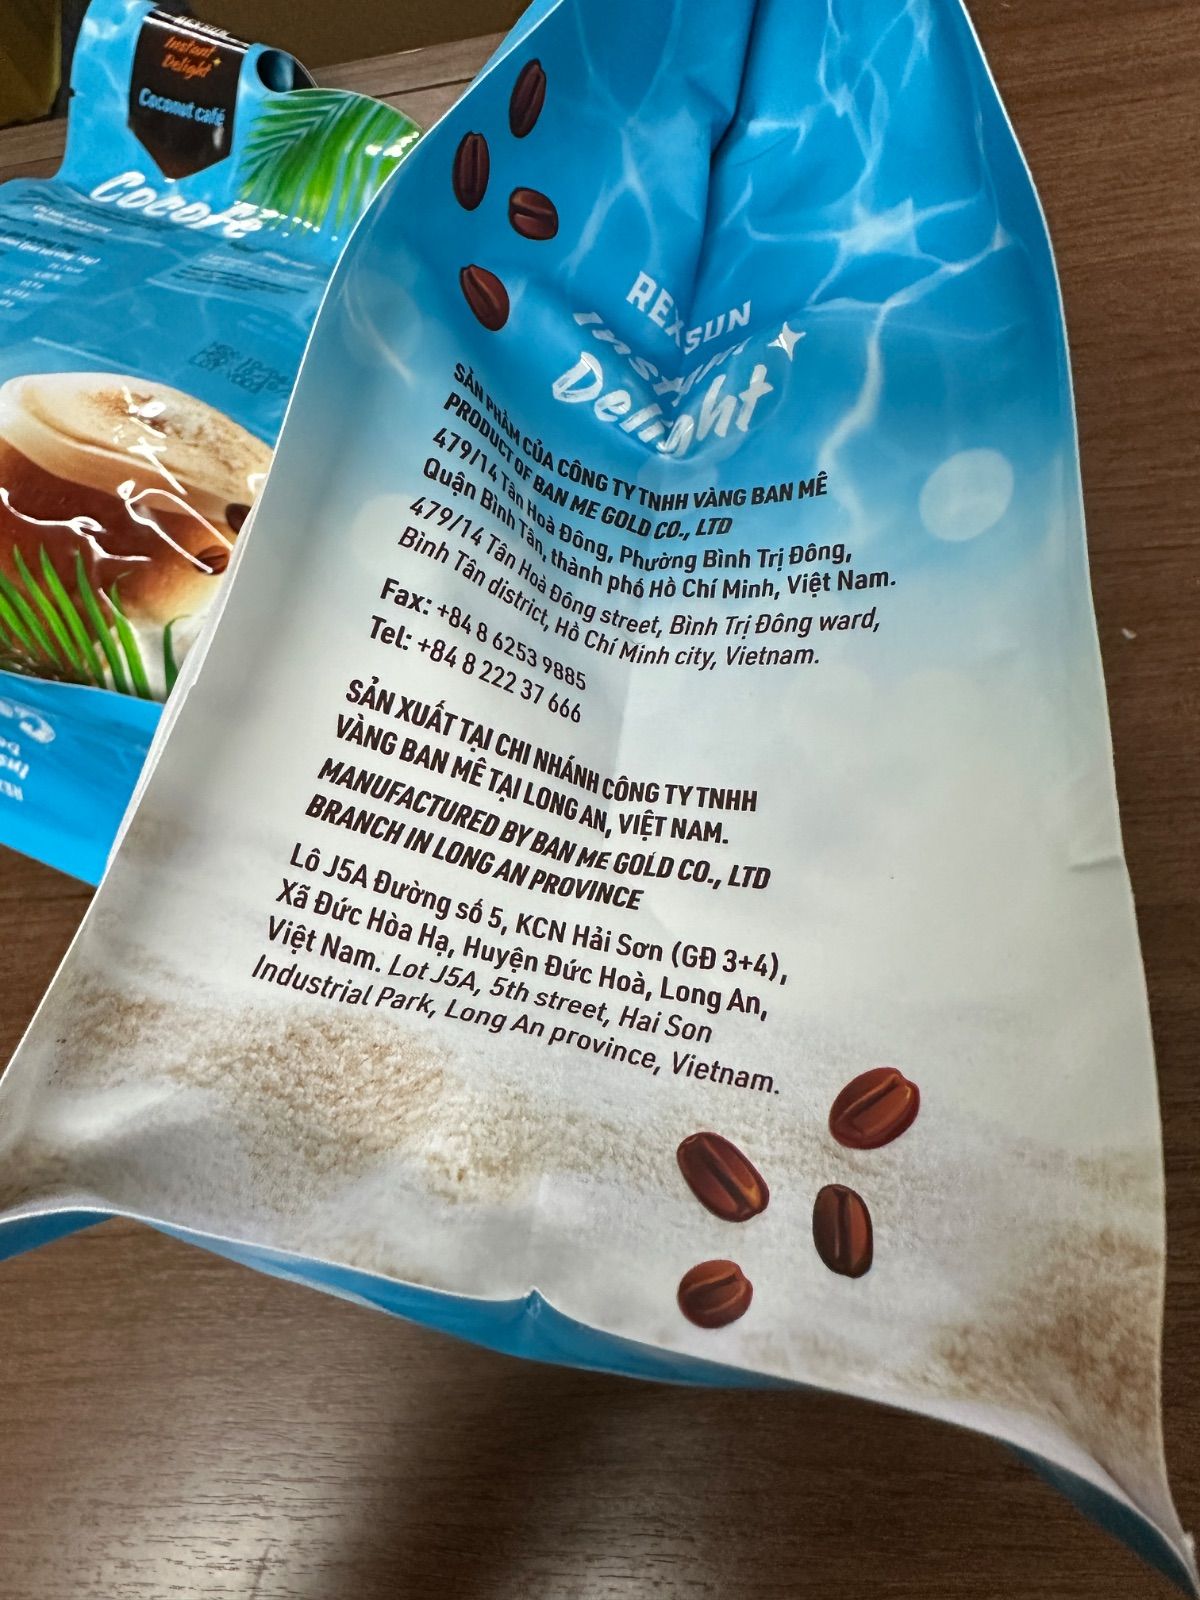 REXSUN
Instant
Delight
Coconut café
Cocoffe
REXSUN
Instant
Delight
SẢN PHẨM CỦA CÔNG TY TNHH VÀNG BAN MÊ
PRODUCT OF BAN ME GOLD CO., LTD
479/14 Tân Hoà Đông, Phường Bình Trị Đông,
Quận Bình Tân, thành phố Hồ Chí Minh, Việt Nam.
479/14 Tân Hoà Đông street, Bình Trị Đông ward,
Bình Tân district, Hồ Chí Minh city, Vietnam.
Fax: +84 8 6253 9885
Tel: +84 8 222 37 666
SẢN XUẤT TẠI CHI NHÁNH CÔNG TY TNHH
VÀNG BAN MÊ TẠI LONG AN, VIỆT NAM.
MANUFACTURED BY BAN ME GOLD CO., LTD
BRANCH IN LONG AN PROVINCE
Lô J5A Đường số 5, KCN Hải Sơn (GĐ 3+4),
Xã Đức Hòa Hạ, Huyện Đức Hoà, Long An,
Việt Nam. Lot J5A, 5th street, Hai Son
Industrial Park, Long An province, Vietnam.